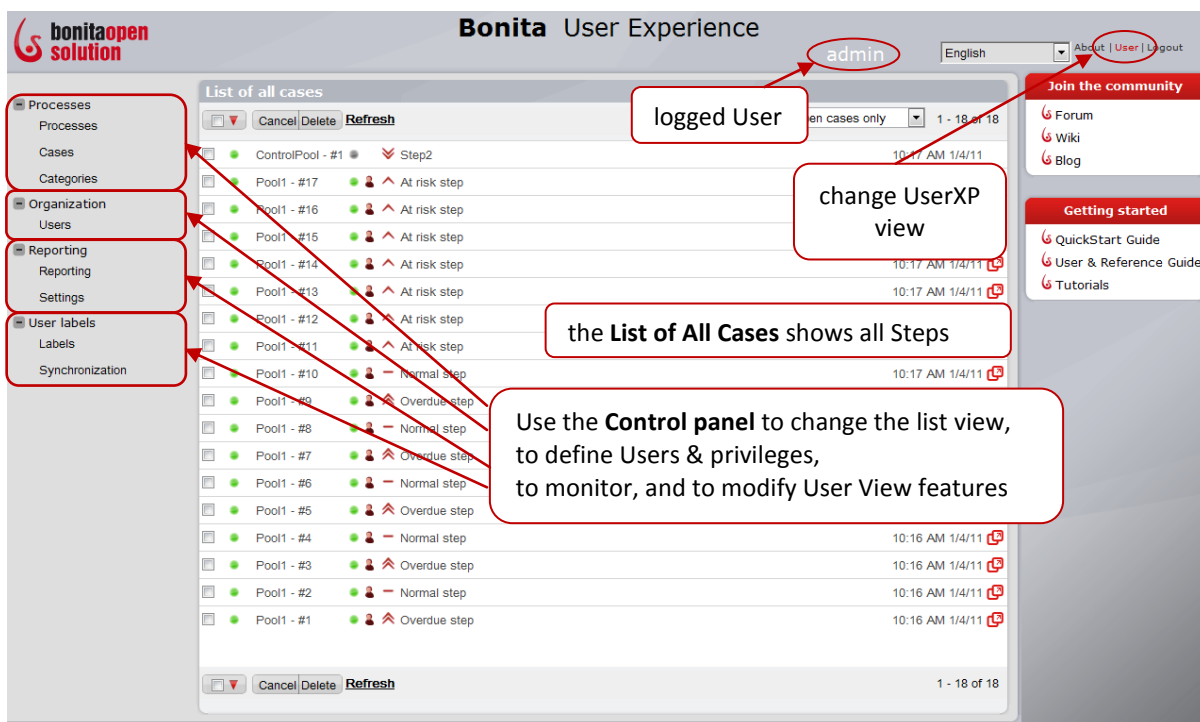 bonitaopen
solution
Bonita User Experience
admin
English
About | User | Logout
Processes
Processes
Cases
Categories
Organization
Users
Reporting
Reporting
Settings
User labels
Labels
Synchronization
List of all cases
Cancel Delete Refresh
cases only
1 - 18 of 18
logged User
change UserXP
view
ControlPool - #1 Step2 10:17 AM 1/4/11
Pool1 - #17 At risk step
Pool1 - #16 At risk step
Pool1 - #15 At risk step
Pool1 - #14 At risk step 10:17 AM 1/4/11
Pool1 - #13 At risk step 10:17 AM 1/4/11
Pool1 - #12 At risk step
Pool1 - #11 At risk step
the List of All Cases shows all Steps
Pool1 - #10 Normal step 10:17 AM 1/4/11
Pool1 - #9 Overdue step
Pool1 - #8 Normal step
Pool1 - #7 Overdue step
Pool1 - #6 Normal step
Pool1 - #5 Overdue step
Use the Control panel to change the list view,
to define Users & privileges,
to monitor, and to modify User View features
Pool1 - #4 Normal step 10:16 AM 1/4/11
Pool1 - #3 Overdue step 10:16 AM 1/4/11
Pool1 - #2 Normal step 10:16 AM 1/4/11
Pool1 - #1 Overdue step 10:16 AM 1/4/11
Cancel Delete Refresh
1 - 18 of 18
Join the community
Forum
Wiki
Blog
Getting started
QuickStart Guide
User & Reference Guide
Tutorials